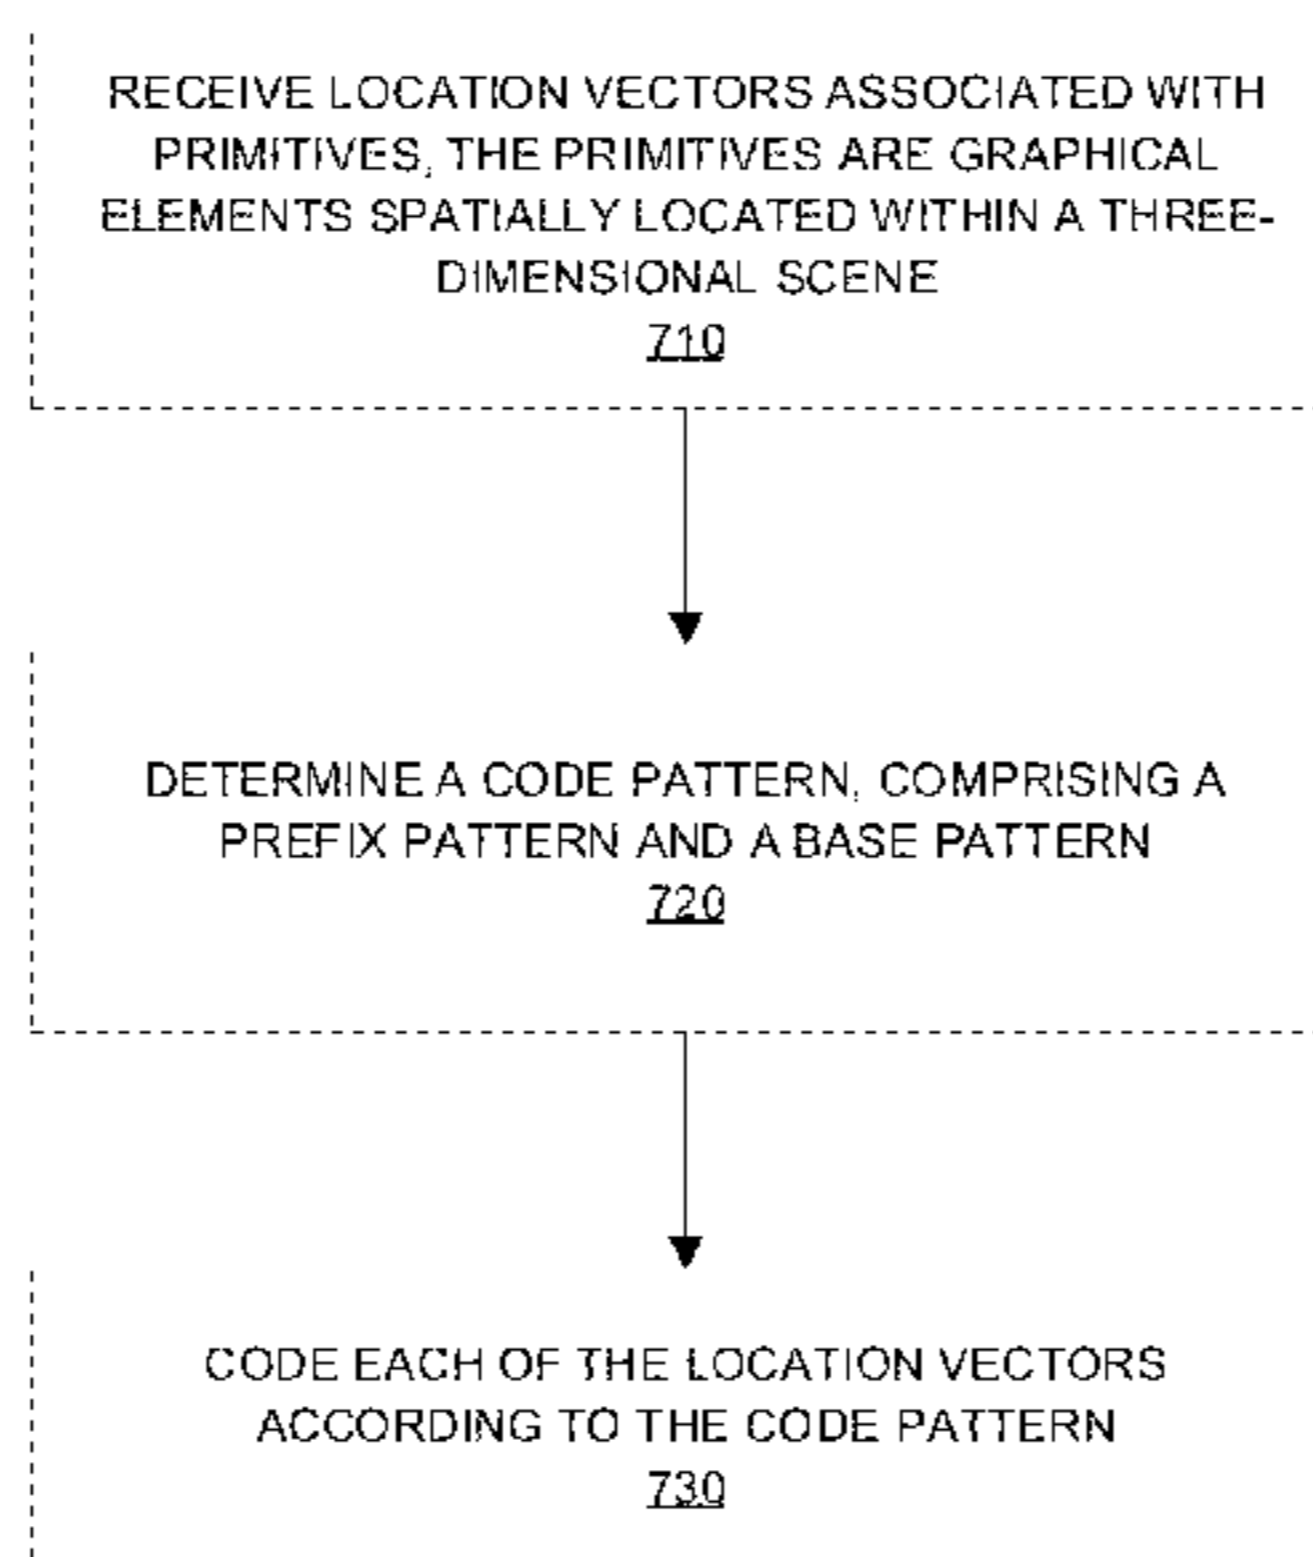 RECEIVE LOCATION VECTORS ASSOCIATED WITH
PRIMITIVES, THE PRIMITIVES ARE GRAPHICAL
ELEMENTS SPATIALLY LOCATED WITHIN A THREE-
DIMENSIONAL SCENE
710
DETERMINE A CODE PATTERN, COMPRISING A
PREFIX PATTERN AND A BASE PATTERN
720
CODE EACH OF THE LOCATION VECTORS
ACCORDING TO THE CODE PATTERN
730